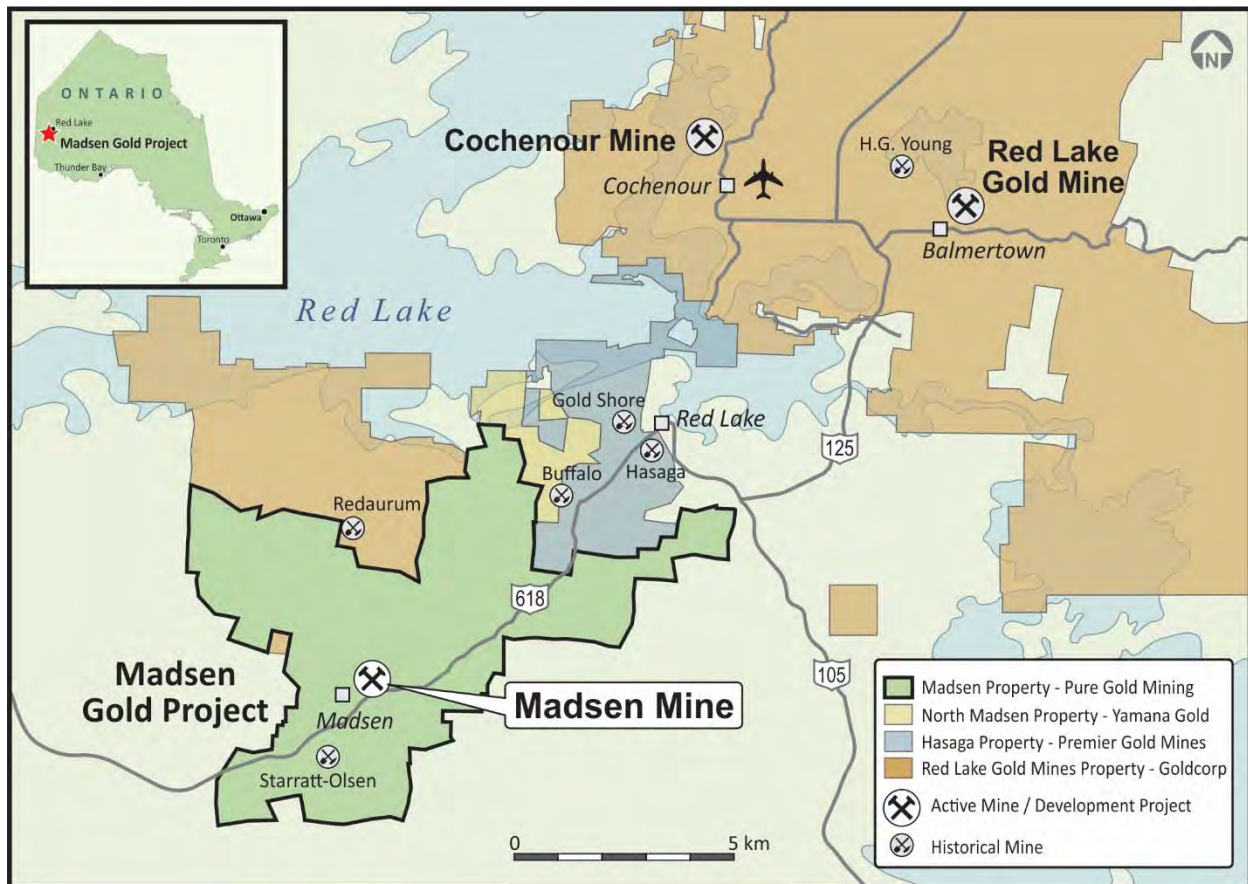 ONTARIO
Red Lake
Madsen Gold Project
Thunder Bay
Ottawa
Toronto
N
Cochenour Mine
Cochenour
H.G. Young
Red Lake
Gold Mine
Balmertown
Red Lake
Gold Shore
Red Lake
Hasaga
Buffalo
Redaurum
125
618
105
Madsen
Gold Project
Madsen
Madsen Mine
Starratt-Olsen
0 5 km
Madsen Property - Pure Gold Mining
North Madsen Property - Yamana Gold
Hasaga Property - Premier Gold Mines
Red Lake Gold Mines Property - Goldcorp
Active Mine / Development Project
Historical Mine